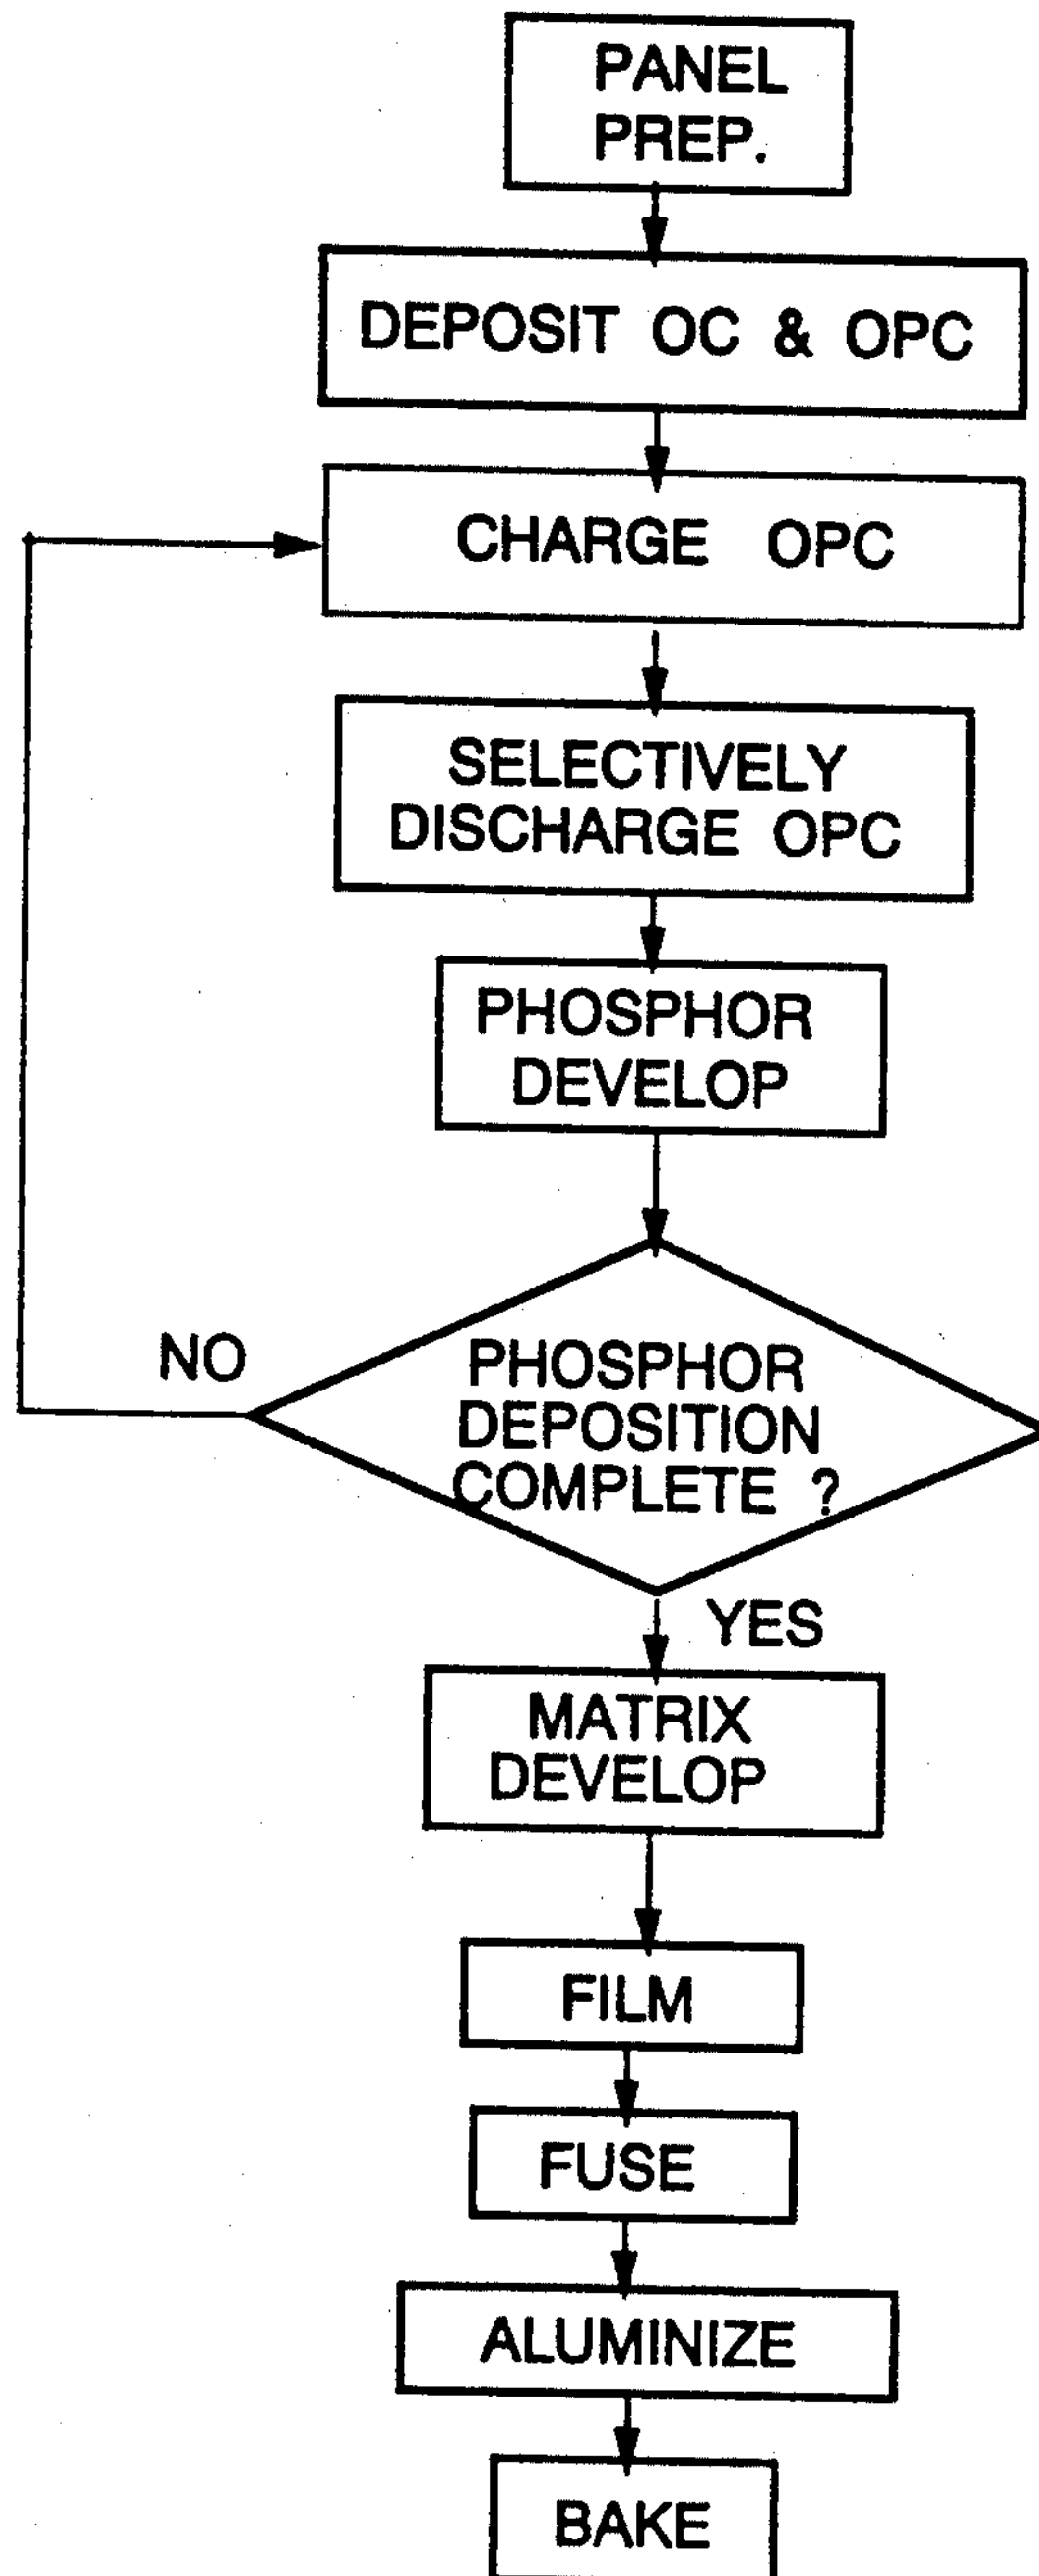 PANEL
PREP.
DEPOSIT OC & OPC
CHARGE OPC
SELECTIVELY
DISCHARGE OPC
PHOSPHOR
DEVELOP
NO
PHOSPHOR
DEPOSITION
COMPLETE ?
YES
MATRIX
DEVELOP
FILM
FUSE
ALUMINIZE
BAKE